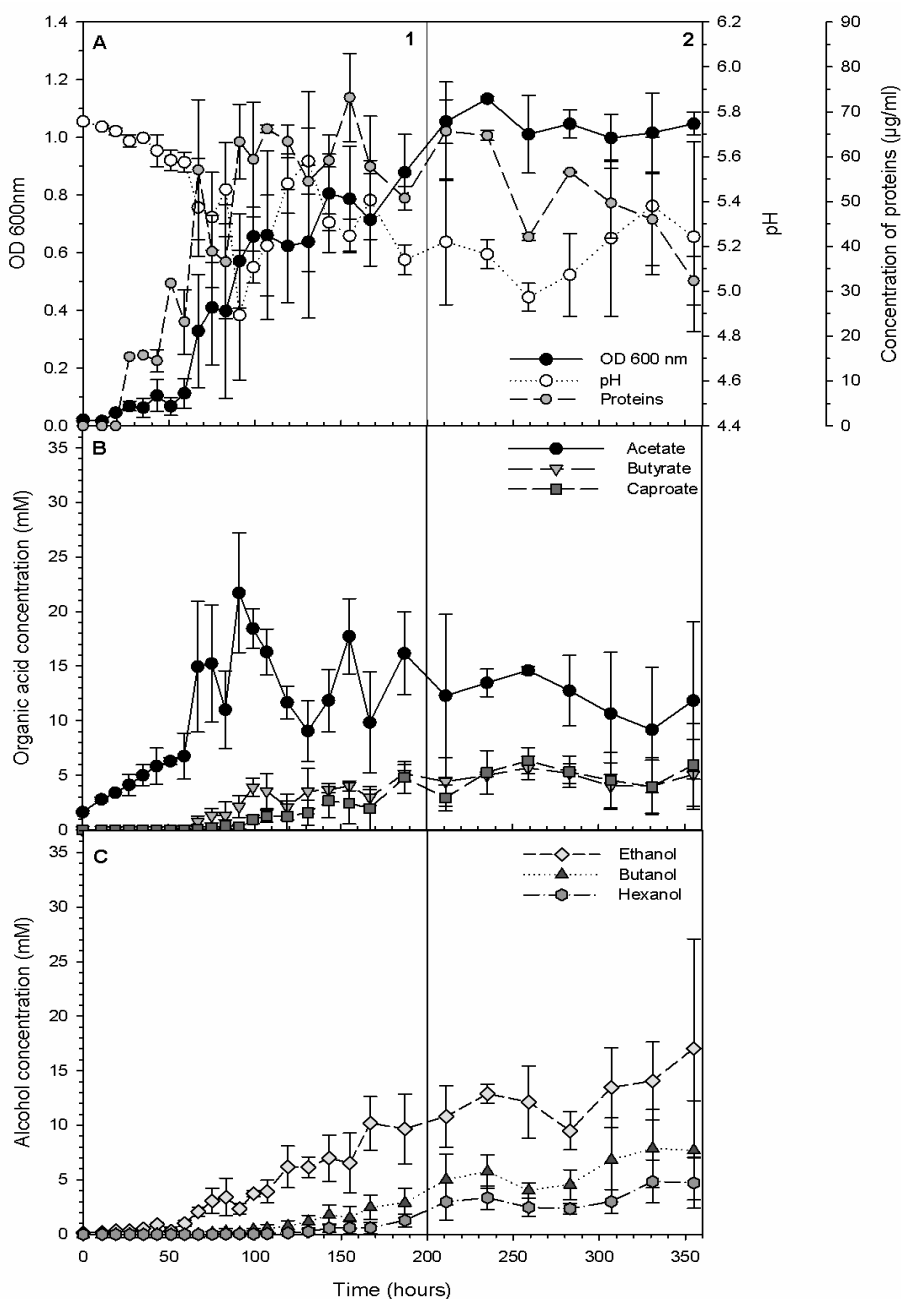 A
1
2
1.4
1.2
1.0
0.8
0.6
0.4
0.2
0.0
OD 600nm
6.2
6.0
5.8
5.6
5.4
5.2
5.0
4.8
4.6
4.4
pH
90
80
70
60
50
40
30
20
10
0
Concentration of proteins (µg/ml)
OD 600 nm
pH
Proteins
B
35
30
25
20
15
10
5
0
Organic acid concentration (mM)
Acetate
Butyrate
Caproate
C
35
30
25
20
15
10
5
0
Alcohol concentration (mM)
Ethanol
Butanol
Hexanol
0 50 100 150 200 250 300 350
Time (hours)